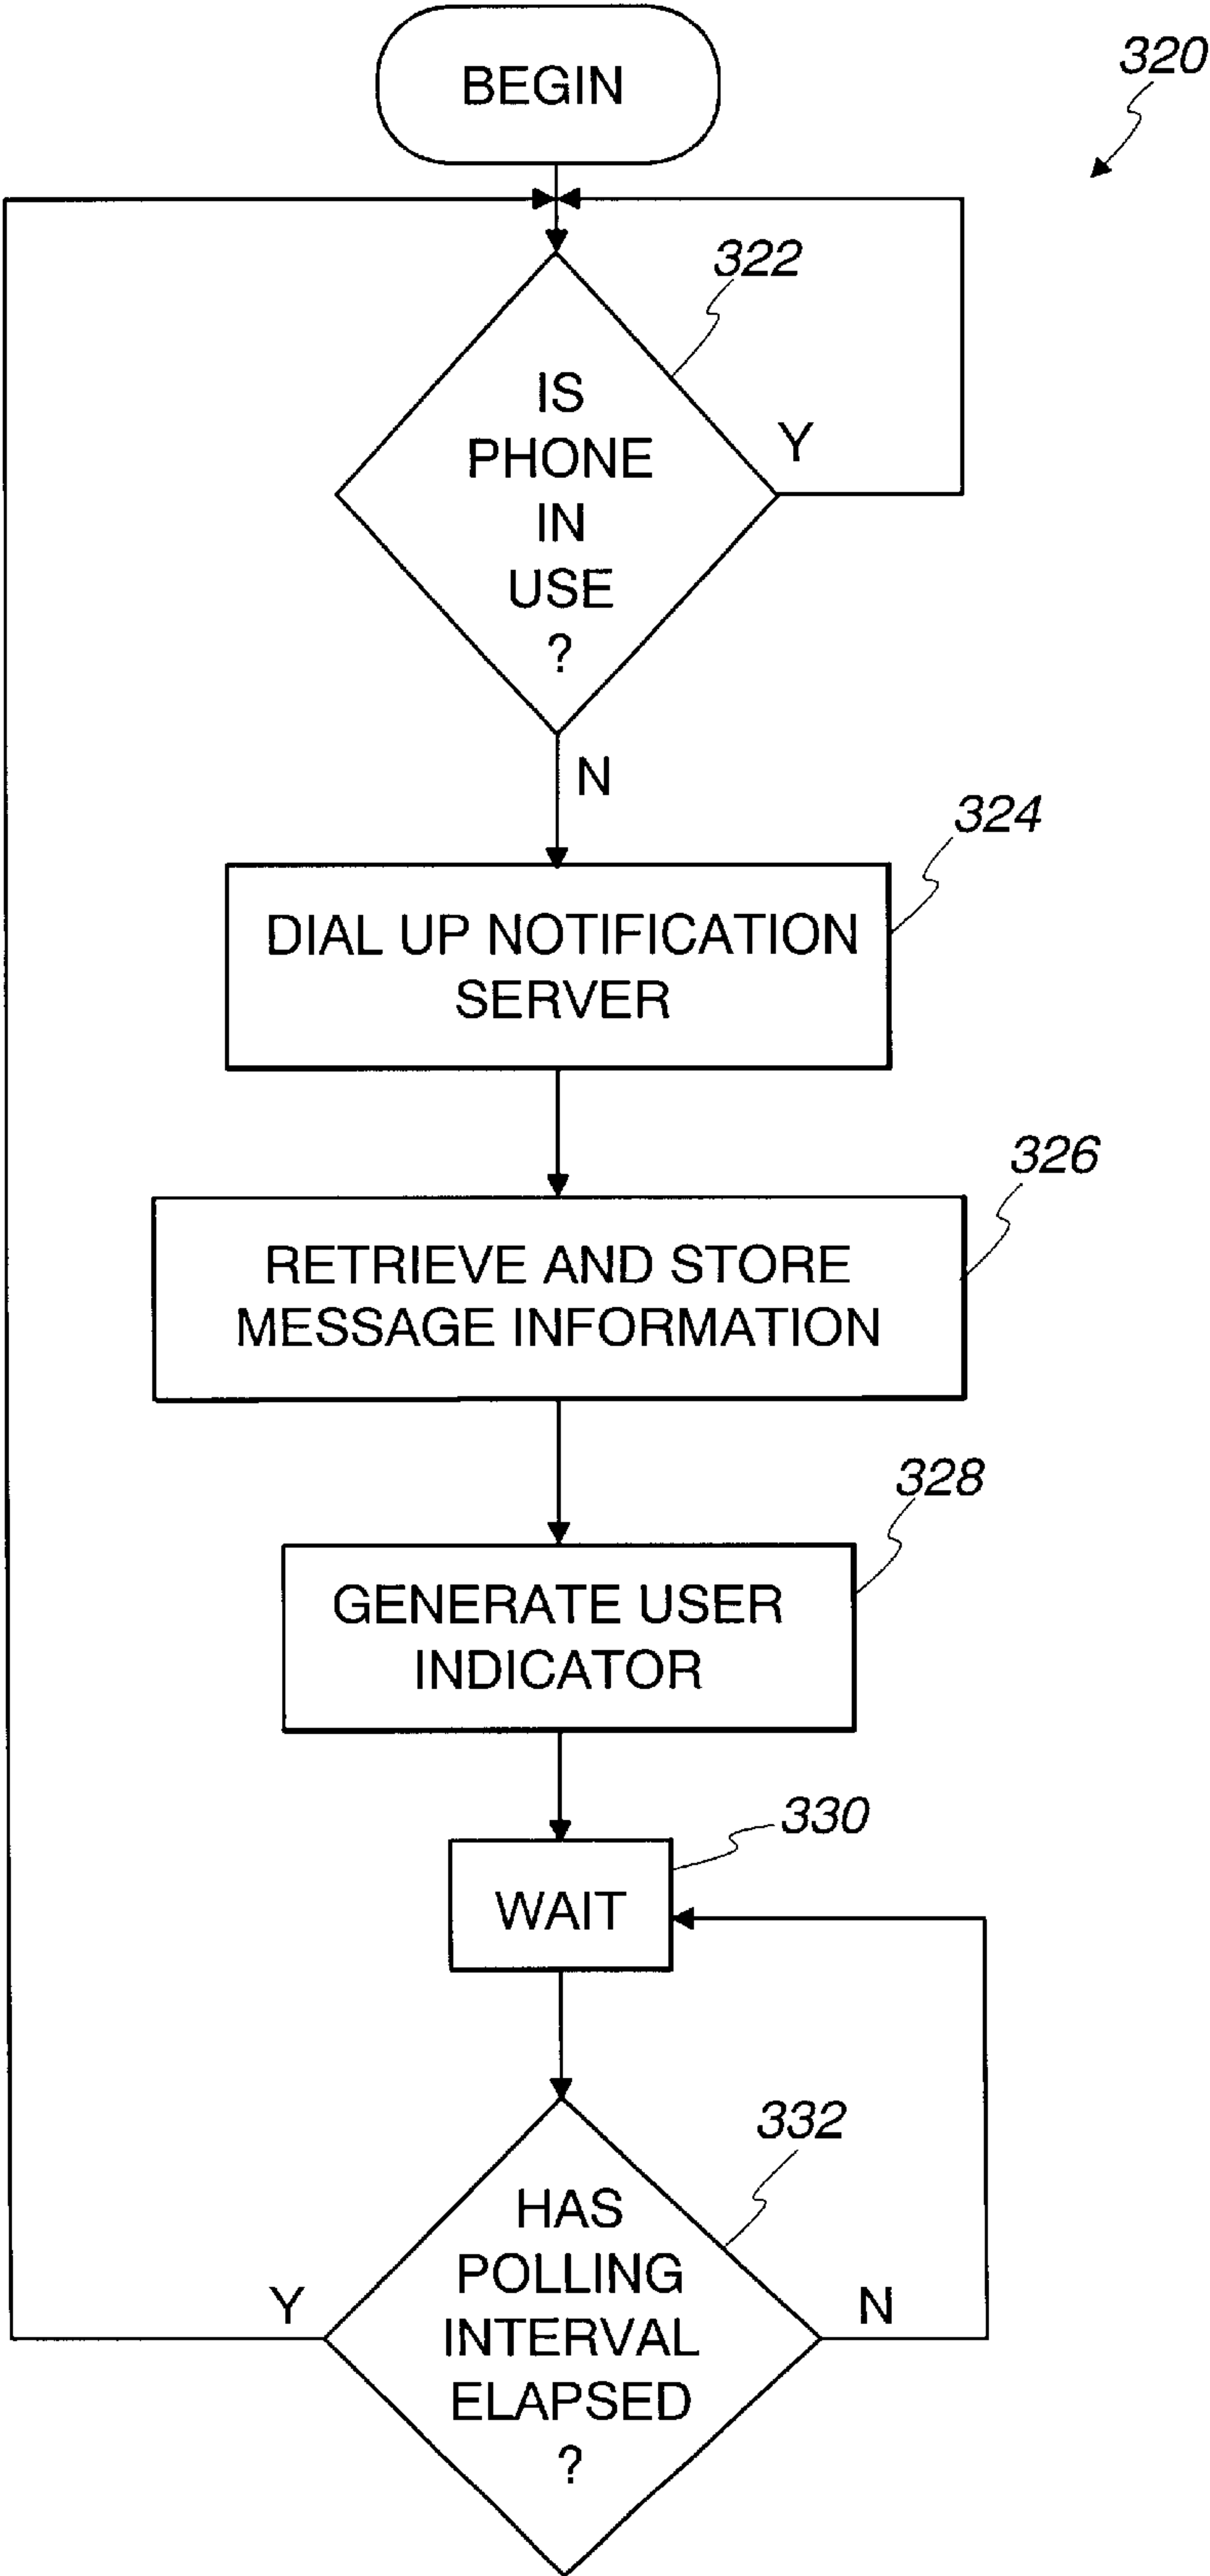 BEGIN
320
322
IS
PHONE
IN
USE
?
Y
N
324
DIAL UP NOTIFICATION
SERVER
326
RETRIEVE AND STORE
MESSAGE INFORMATION
328
GENERATE USER
INDICATOR
330
WAIT
332
HAS
POLLING
INTERVAL
ELAPSED
?
Y
N